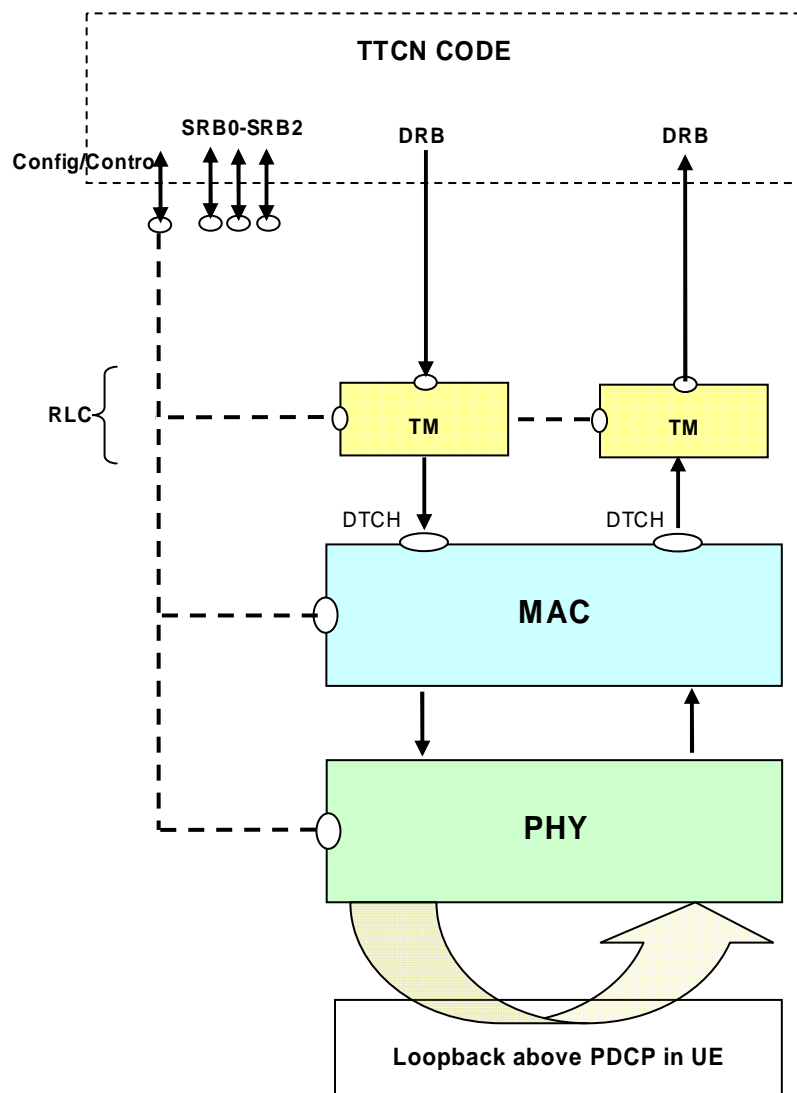 TTCN CODE
SRB0-SRB2
DRB
DRB
Config/Contro
RLC
TM
TM
DTCH
DTCH
MAC
PHY
Loopback above PDCP in UE